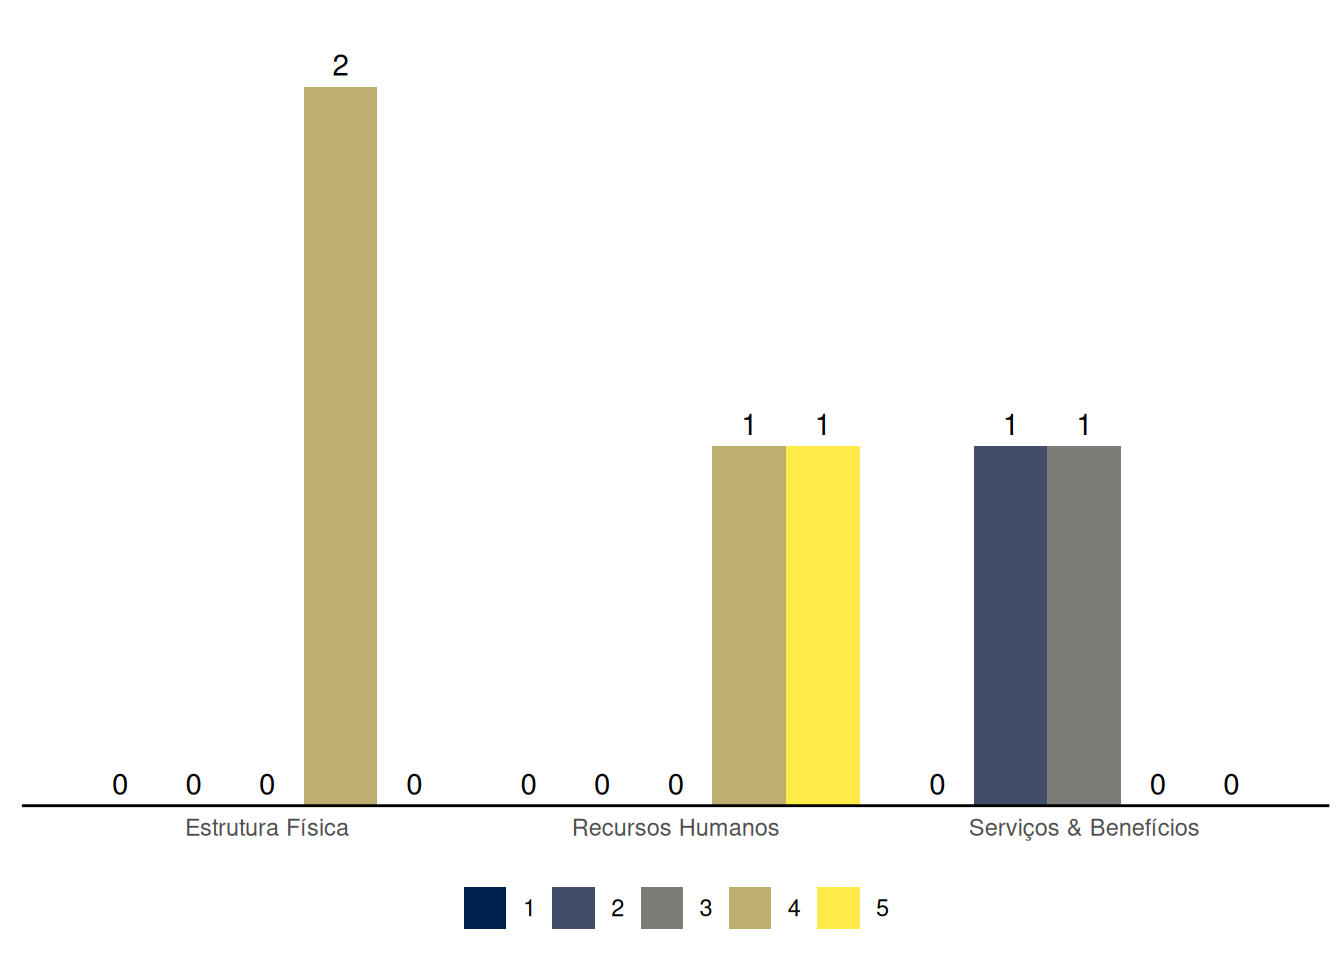 2
1 1 1 1
0 0 0 0 0 0 0 0 0 0
Estrutura Física Recursos Humanos Serviços & Benefícios
1 2 3 4 5